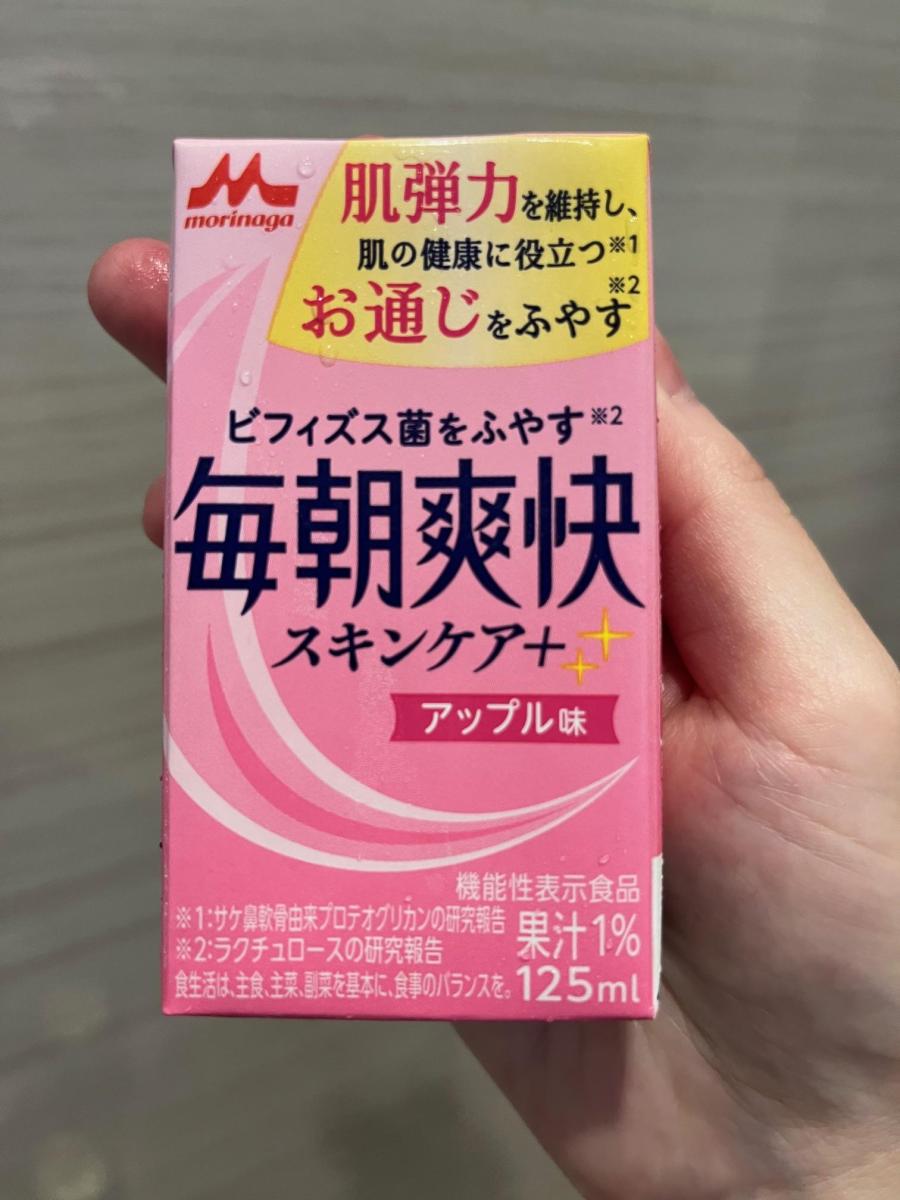 morinaga
肌弾力を維持し、
肌の健康に役立つ※1
お通じをふやす※2
ビフィズス菌をふやす※2
毎朝爽快
スキンケア+
アップル味
機能性表示食品
※1:サケ鼻軟骨由来プロテオグリカンの研究報告
※2:ラクチュロースの研究報告
果汁1%
食生活は、主食、主菜、副菜を基本に、食事のバランスを。
125ml